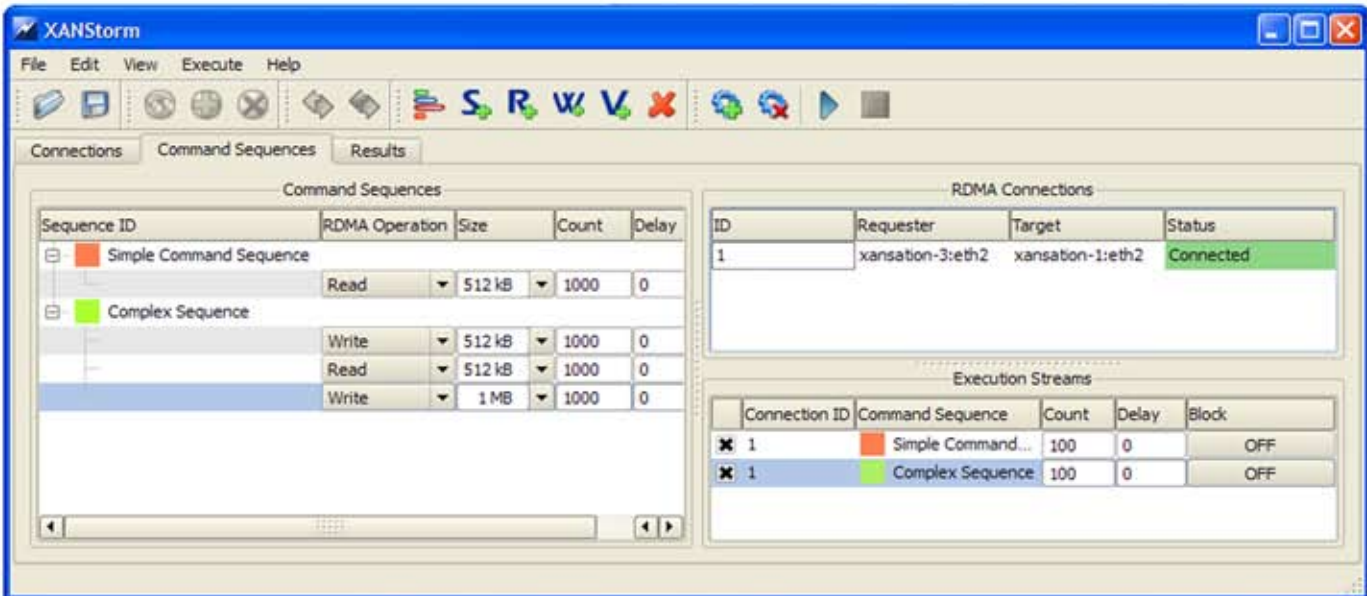 XANStorm
File Edit View Execute Help
S R W V
Connections Command Sequences Results
Command Sequences
Sequence ID RDMA Operation Size Count Delay
Simple Command Sequence
Read 512 kB 1000 0
Complex Sequence
Write 512 kB 1000 0
Read 512 kB 1000 0
Write 1 MB 1000 0
RDMA Connections
ID Requester Target Status
1 xansation-3:eth2 xansation-1:eth2 Connected
Execution Streams
Connection ID Command Sequence Count Delay Block
1 Simple Command... 100 0 OFF
1 Complex Sequence 100 0 OFF